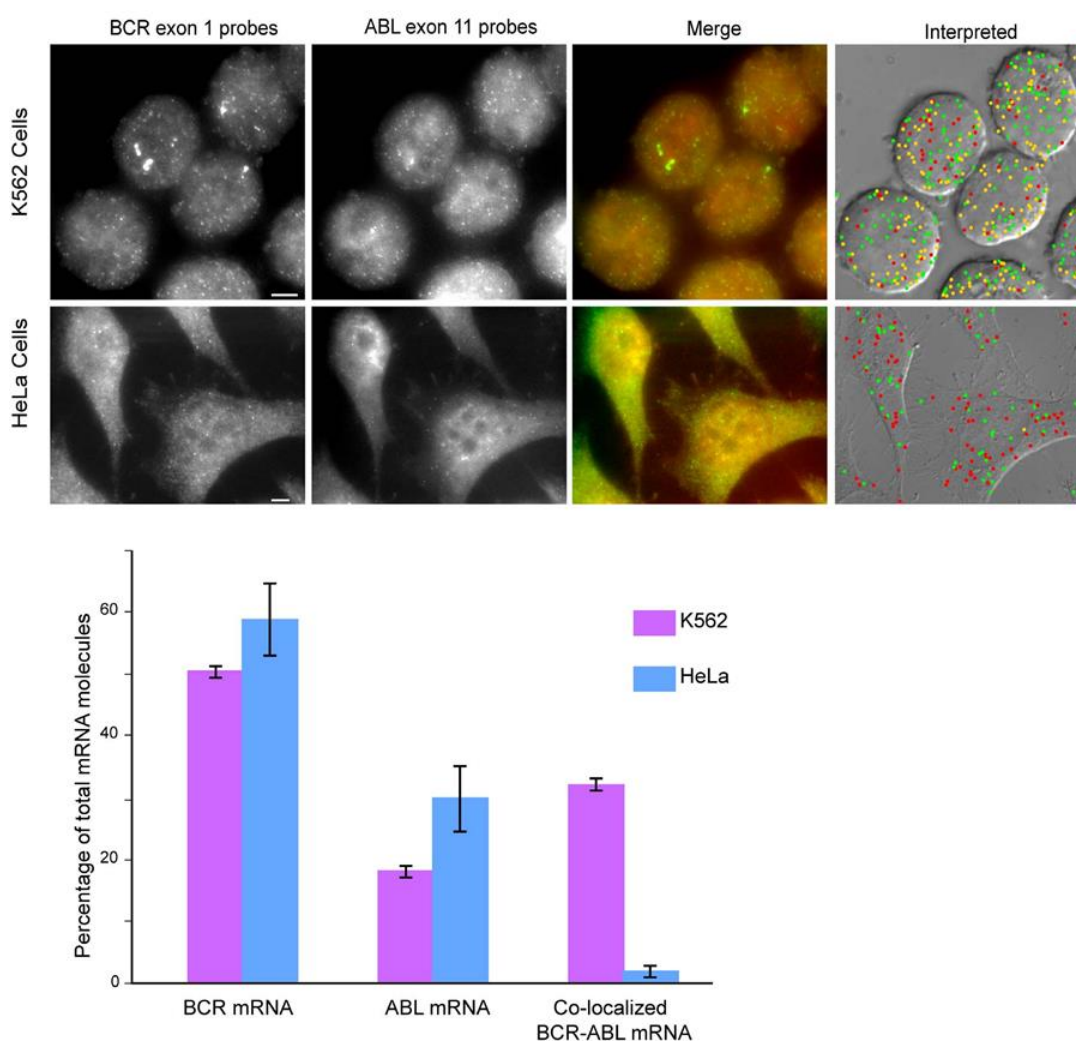 BCR exon 1 probes
ABL exon 11 probes
Merge
Interpreted
K562 Cells
HeLa Cells
Percentage of total mRNA molecules
60
40
20
0
K562
HeLa
BCR mRNA
ABL mRNA
Co-localized
BCR-ABL mRNA